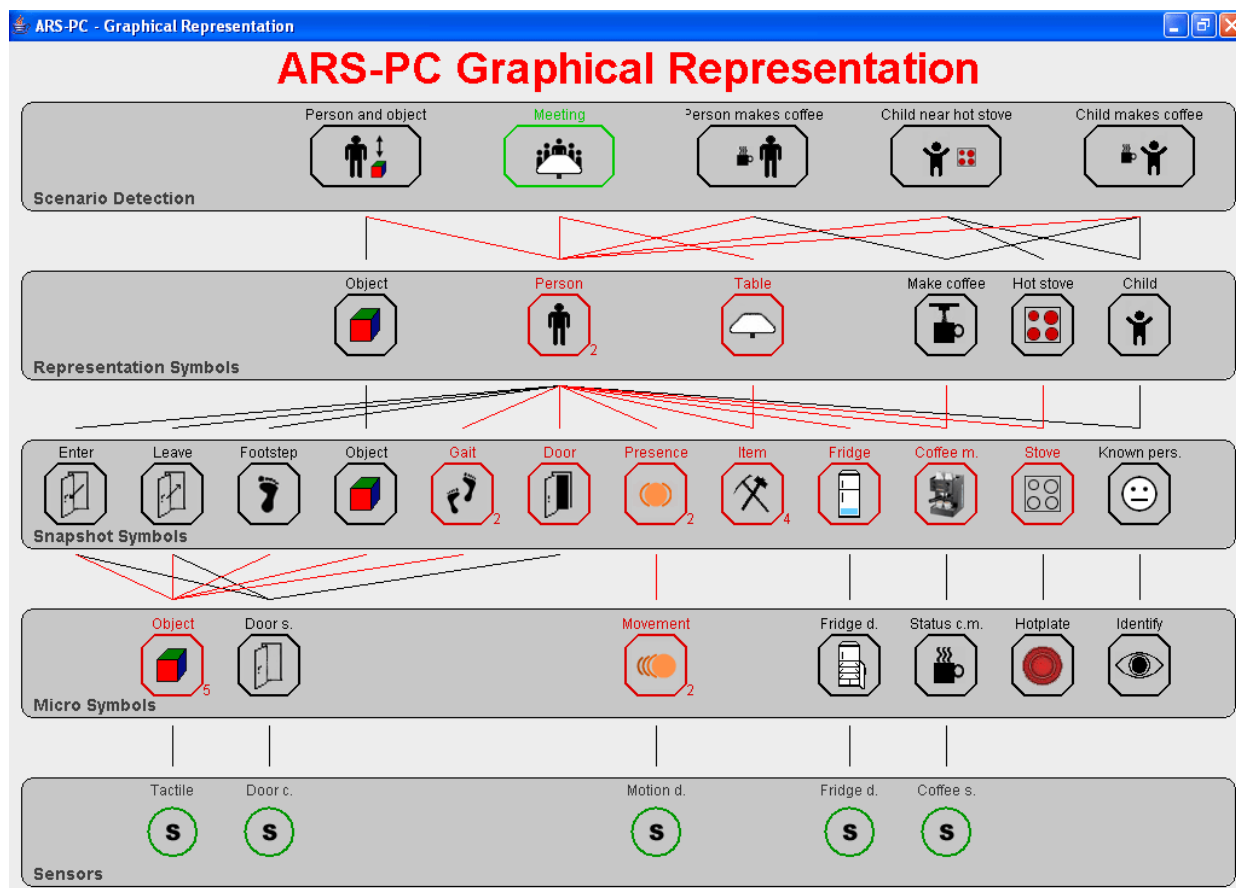 ARS-PC - Graphical Representation
ARS-PC Graphical Representation
Person and object Meeting Person makes coffee Child near hot stove Child makes coffee
Scenario Detection
Object Person Table Make coffee Hot stove Child
2
Representation Symbols
Enter Leave Footstep Object Gait Door Presence Item Fridge Coffee m. Stove Known pers.
2 2 4
Snapshot Symbols
Object Door s. Movement Fridge d. Status c.m. Hotplate Identify
5 2
Micro Symbols
Tactile Door c. Motion d. Fridge d. Coffee s.
S S S S S
Sensors